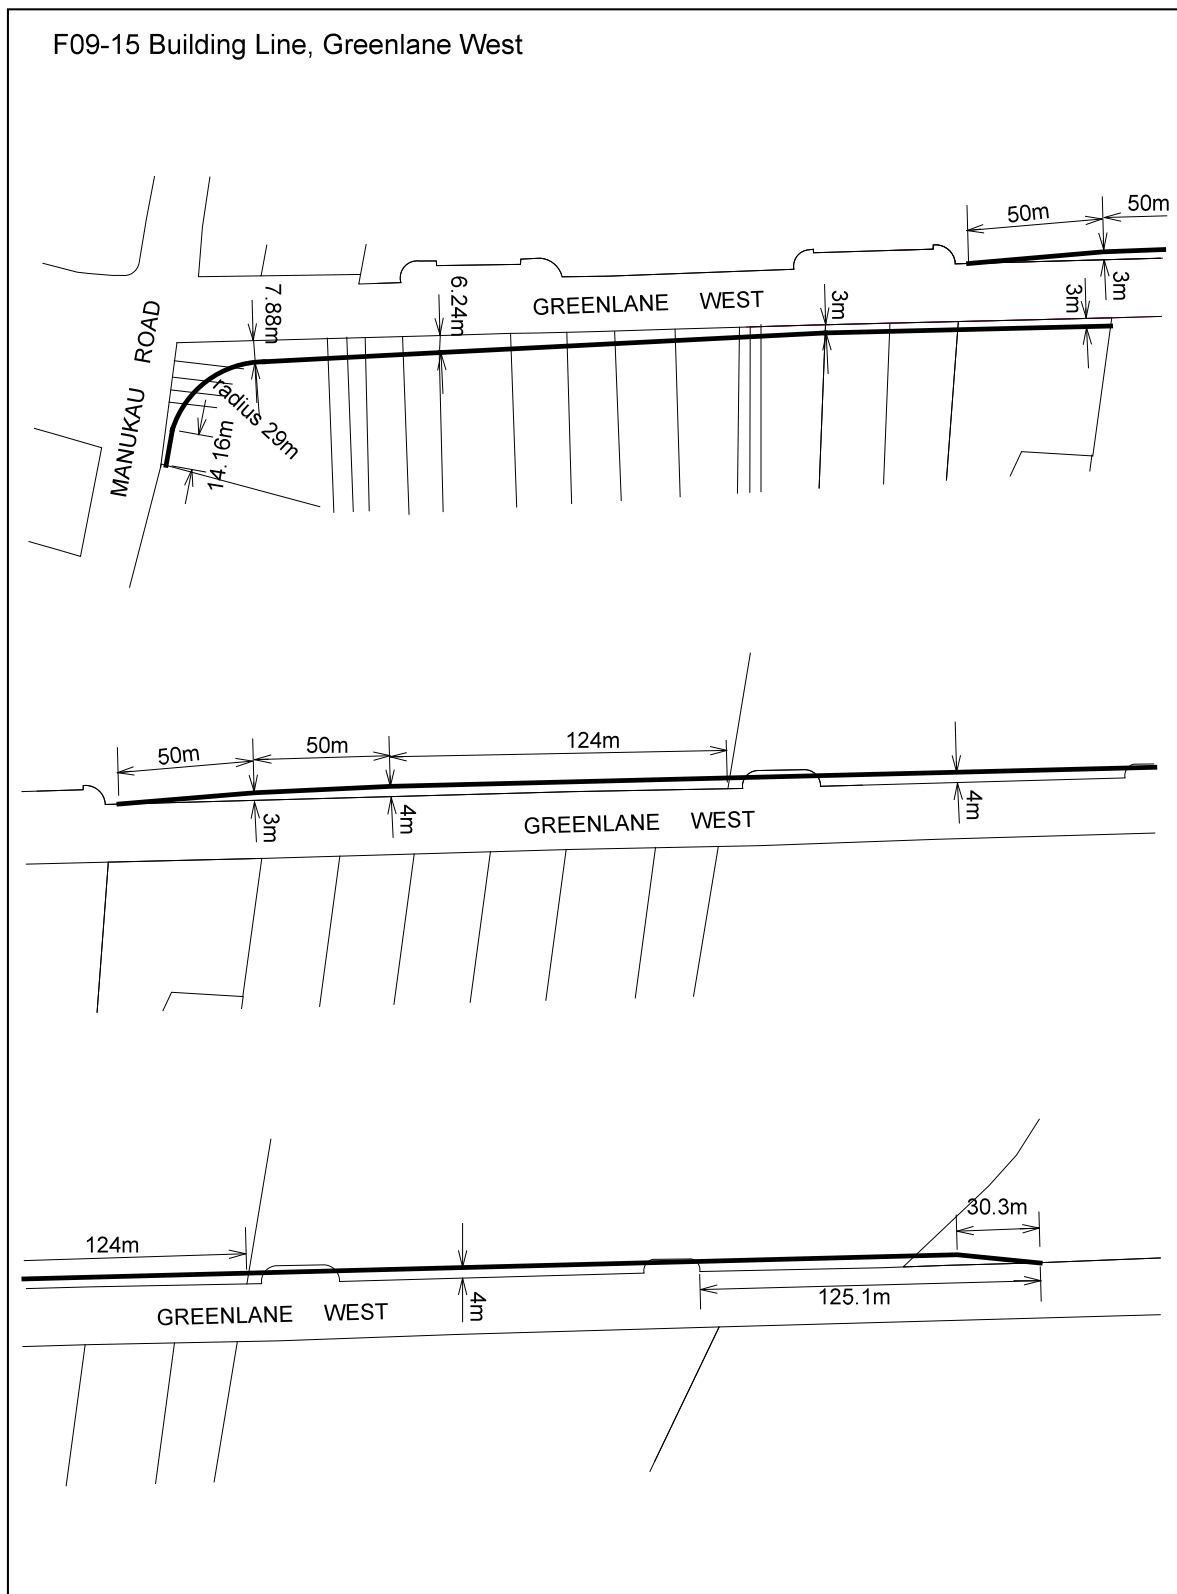 F09-15 Building Line, Greenlane West
50m
50m
3m
GREENLANE WEST
7.88m
6.24m
3m
3m
MANUKAU ROAD
radius 29m
14.16m
50m
50m
124m
3m
4m
GREENLANE WEST
4m
124m
30.3m
125.1m
GREENLANE WEST
4m